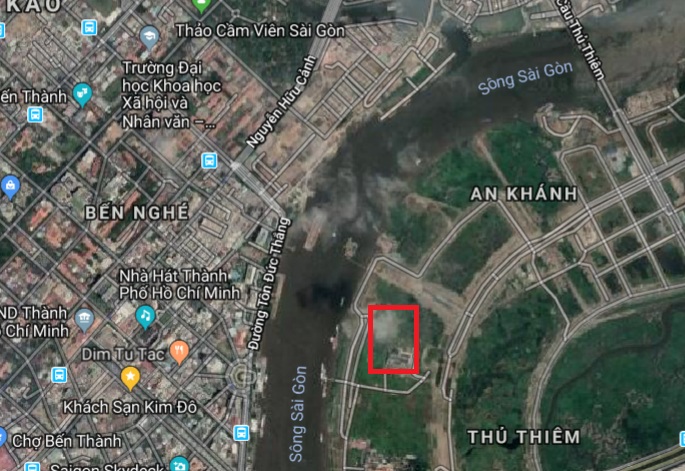 KAO
Thảo Cầm Viên Sài Gòn
Cầu Thủ Thiêm
Trường Đại
học Khoa học
Xã hội và
Nhân văn –...
Sông Sài Gòn
ến Thành
Nguyễn Hữu Cảnh
AN KHÁNH
BẾN NGHÉ
Đường Tôn Đức Thắng
Nhà Hát Thành
Phố Hồ Chí Minh
ND Thành
Chí Minh
Dim Tu Tac
Khách Sạn Kim Đô
Sông Sài Gòn
THỦ THIÊM
Chợ Bến Thành
Saigon Skydeck